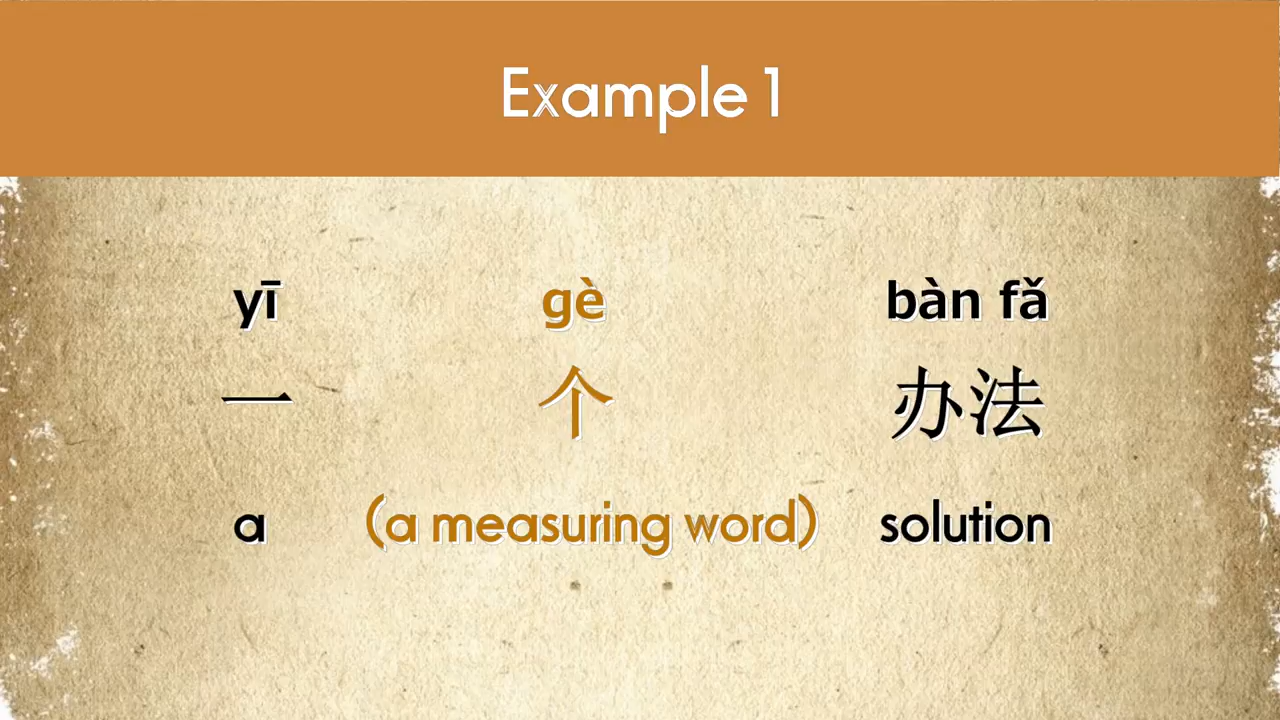 Example 1
yī gè bàn fǎ
一 个 办法
a (a measuring word) solution